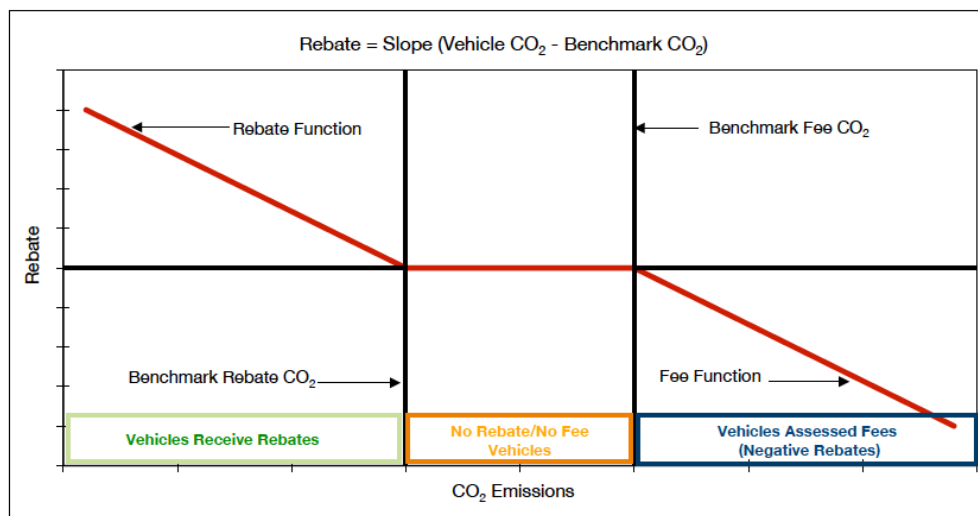 Rebate = Slope (Vehicle CO₂ - Benchmark CO₂)
Rebate Function
Benchmark Fee CO₂
Rebate
Benchmark Rebate CO₂
Fee Function
Vehicles Receive Rebates
No Rebate/No Fee
Vehicles
Vehicles Assessed Fees
(Negative Rebates)
CO₂ Emissions